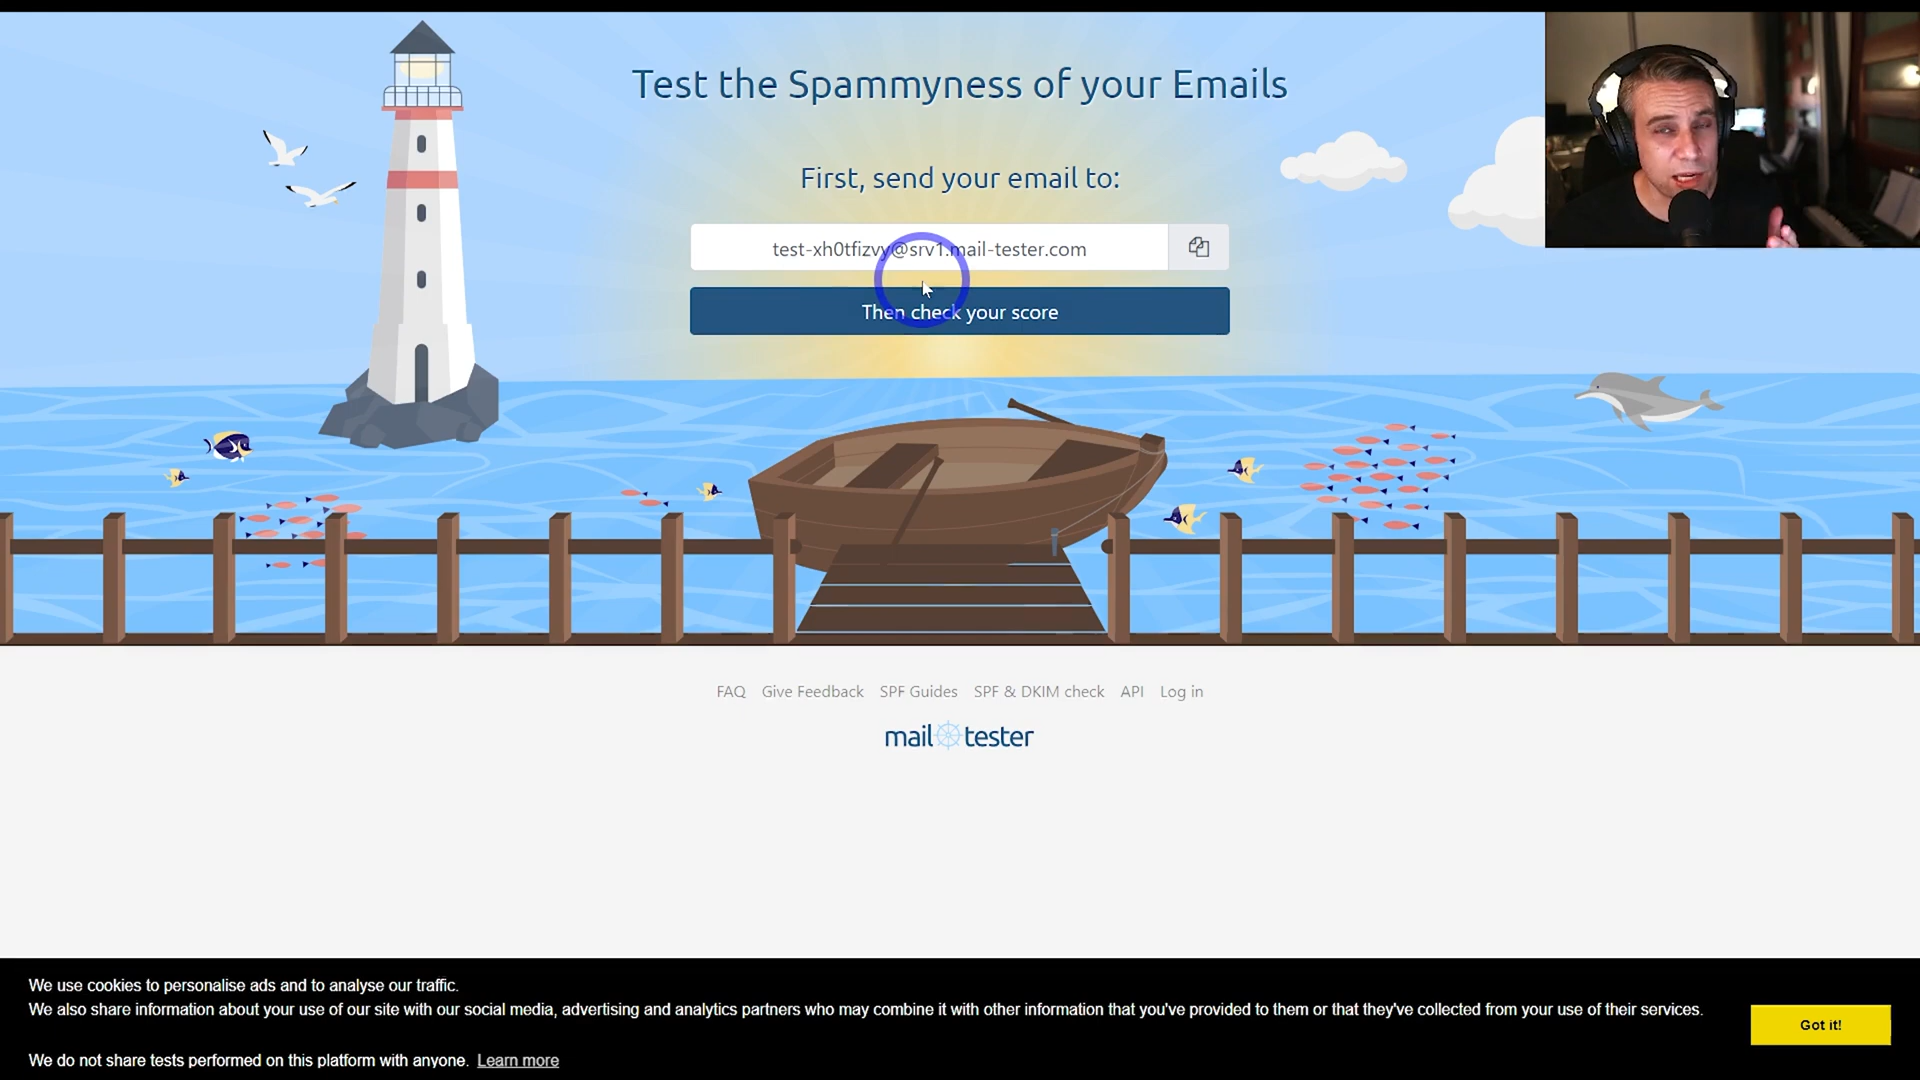 Test the Spammyness of your Emails
First, send your email to:
test-xh0tfizvy@srv1.mail-tester.com
Then check your score
FAQ Give Feedback SPF Guides SPF & DKIM check API Log in
mail tester
We use cookies to personalise ads and to analyse our traffic.
We also share information about your use of our site with our social media, advertising and analytics partners who may combine it with other information that you've provided to them or that they've collected from your use of their services.
Got it!
We do not share tests performed on this platform with anyone. Learn more